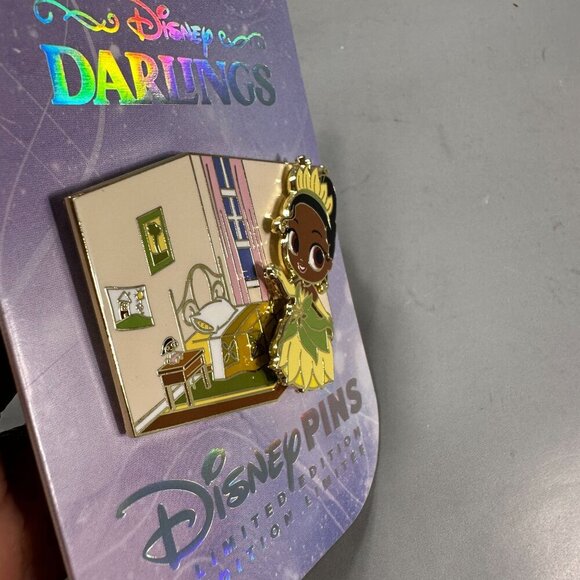 Disney
DARLINGS
Disney PINS
LIMITED EDITION
ÉDITION LIMITÉE